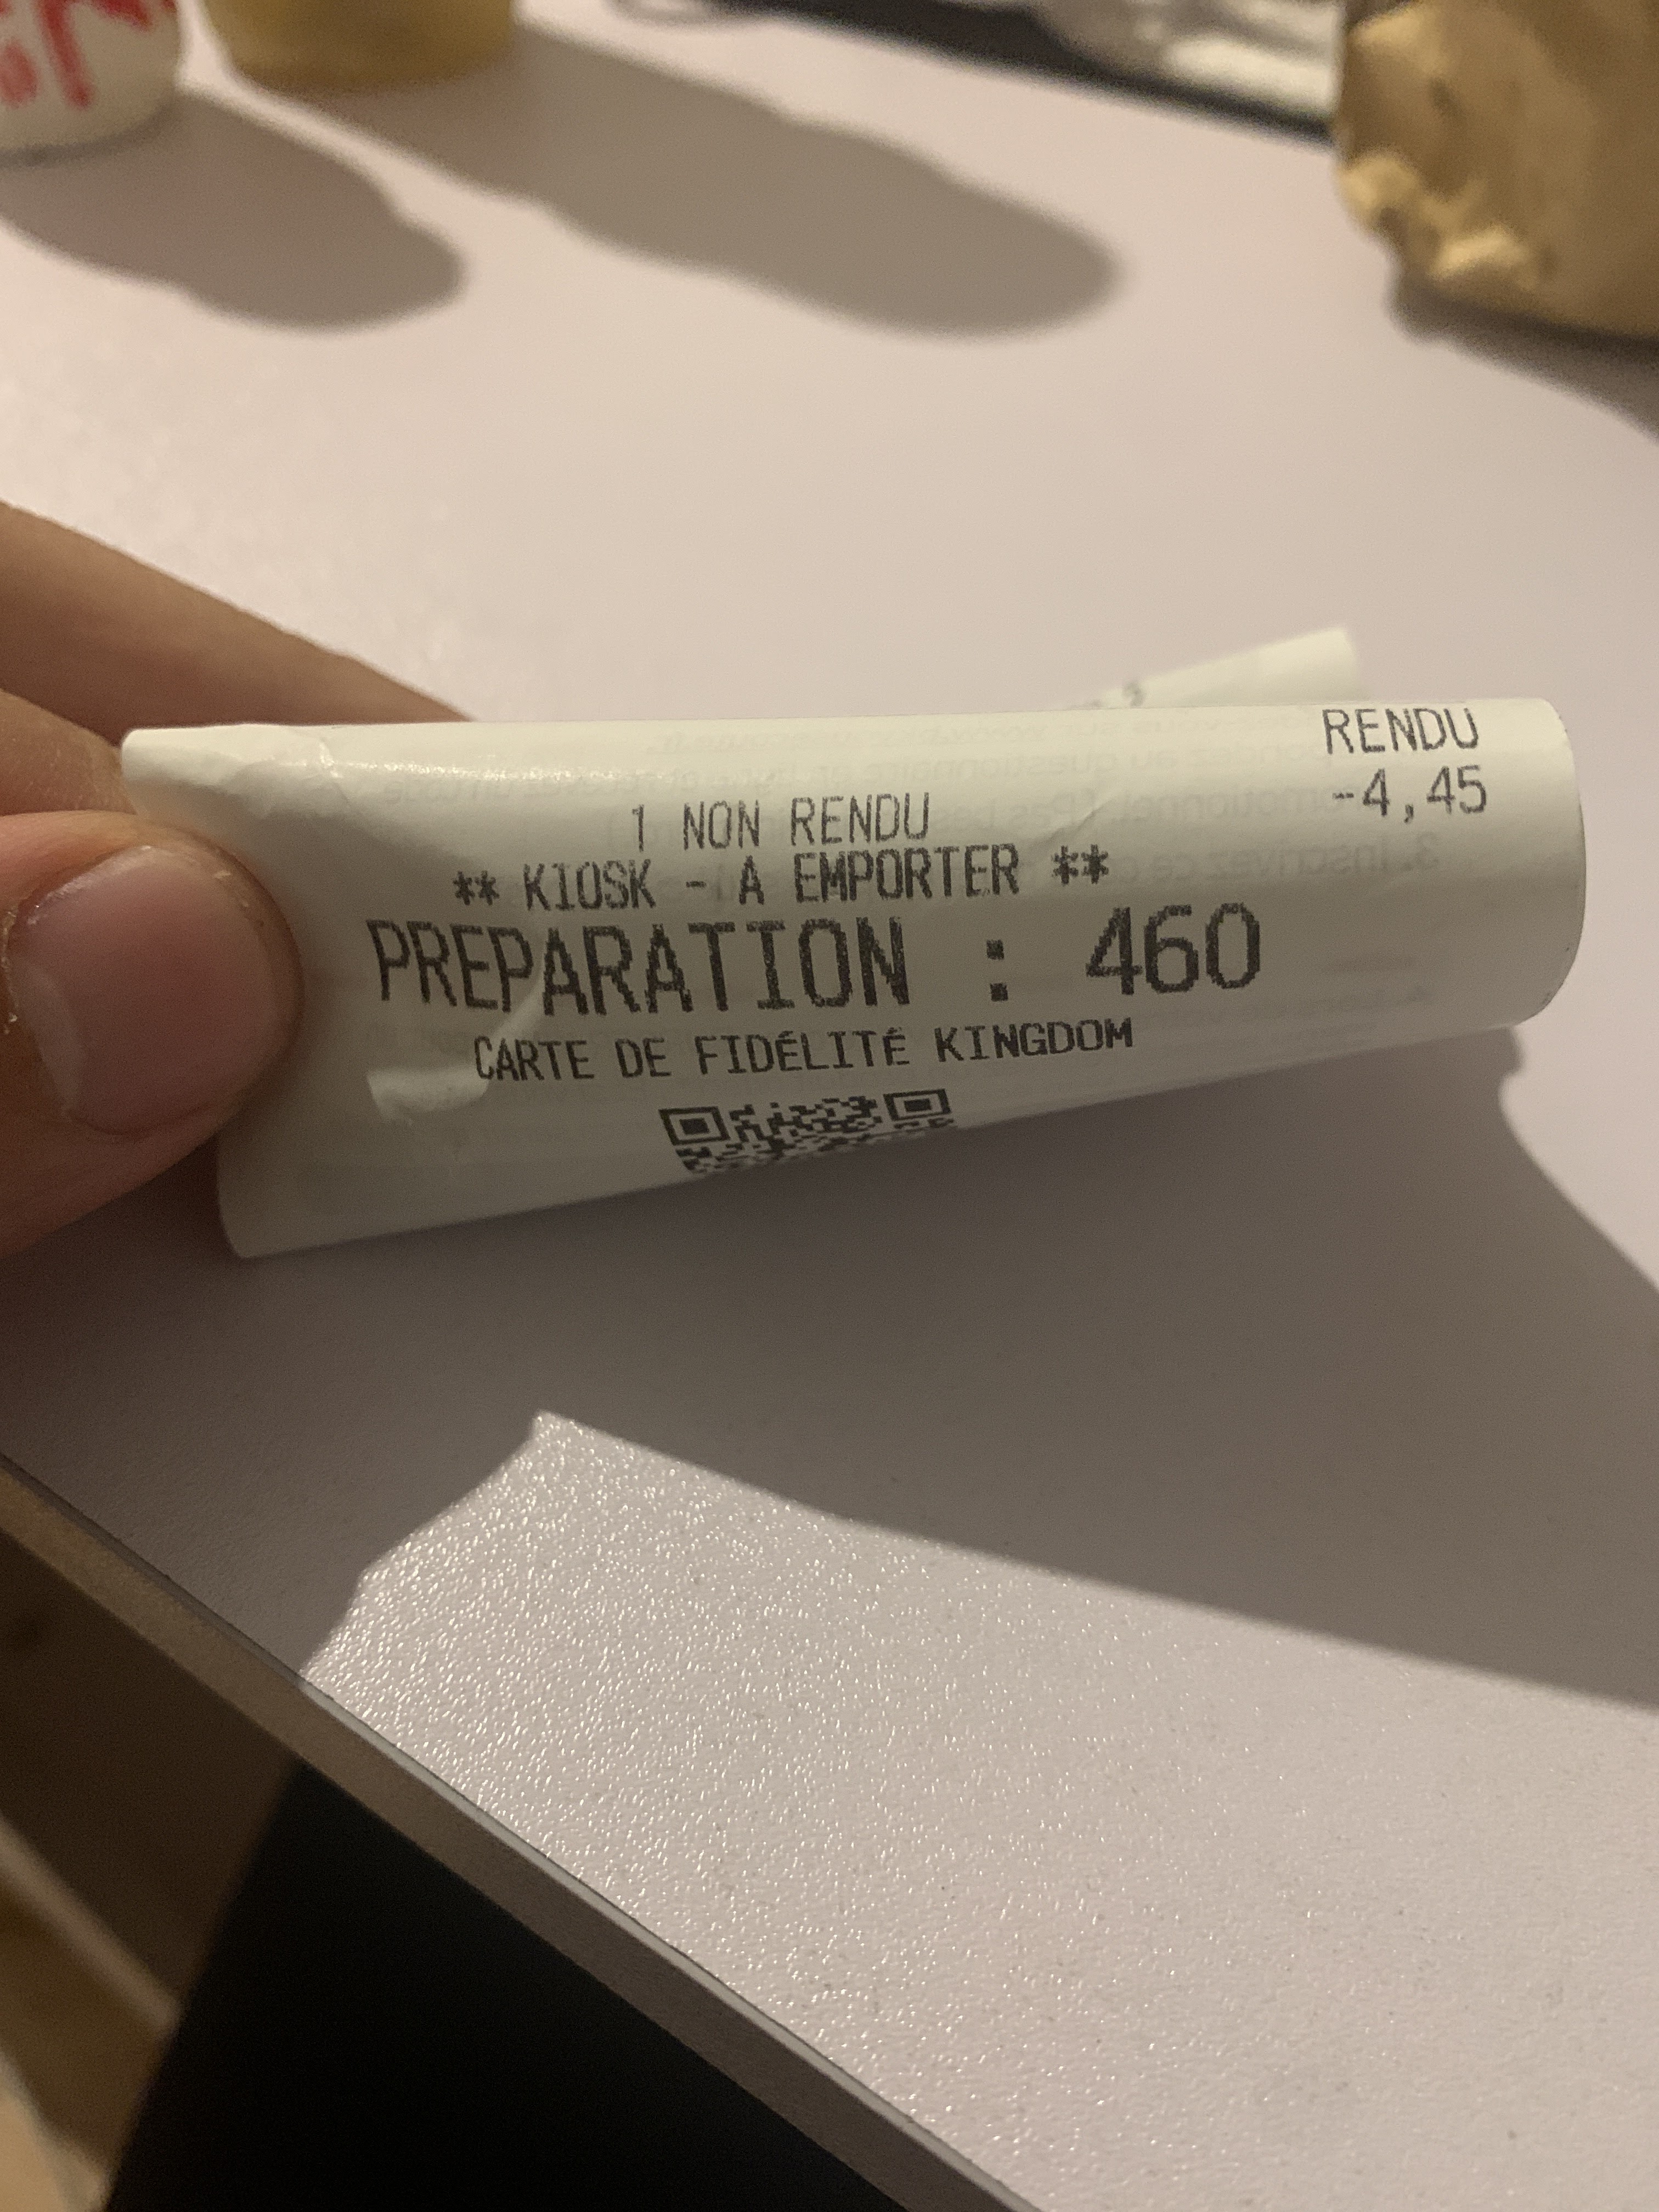 RENDU
-4,45
1 NON RENDU
** KIOSK - A EMPORTER **
PREPARATION : 460
CARTE DE FIDÉLITÉ KINGDOM